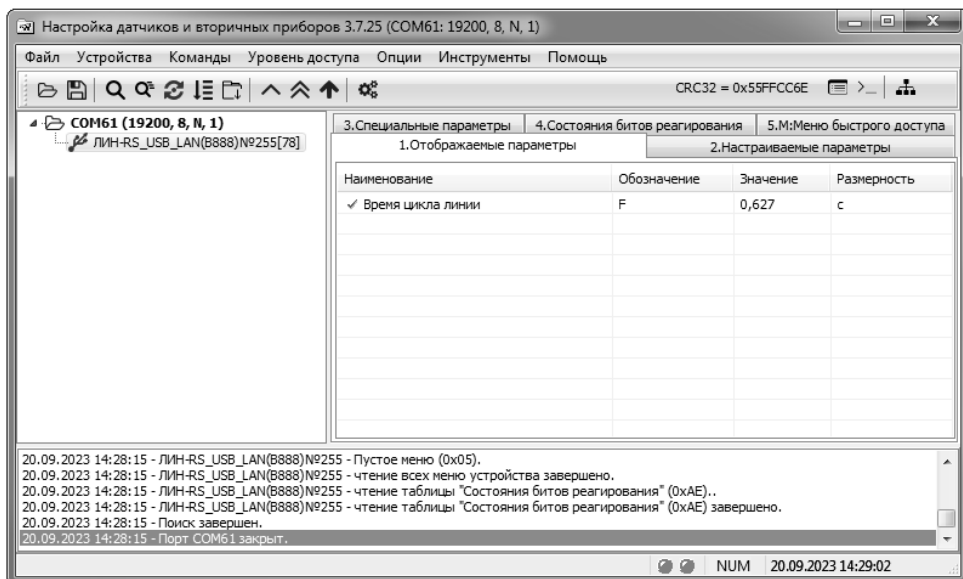 Настройка датчиков и вторичных приборов 3.7.25 (COM61: 19200, 8, N, 1)
Файл Устройства Команды Уровень доступа Опции Инструменты Помощь
CRC32 = 0x55FFCC6E
COM61 (19200, 8, N, 1)
ЛИН-RS_USB_LAN(B888)№255[78]
3.Специальные параметры 4.Состояния битов реагирования 5.М:Меню быстрого доступа
1.Отображаемые параметры 2.Настраиваемые параметры
Наименование Обозначение Значение Размерность
Время цикла линии F 0,627 с
20.09.2023 14:28:15 - ЛИН-RS_USB_LAN(B888)№255 - Пустое меню (0x05).
20.09.2023 14:28:15 - ЛИН-RS_USB_LAN(B888)№255 - чтение всех меню устройства завершено.
20.09.2023 14:28:15 - ЛИН-RS_USB_LAN(B888)№255 - чтение таблицы "Состояния битов реагирования" (0xAE)..
20.09.2023 14:28:15 - ЛИН-RS_USB_LAN(B888)№255 - чтение таблицы "Состояния битов реагирования" (0xAE) завершено.
20.09.2023 14:28:15 - Поиск завершен.
20.09.2023 14:28:15 - Порт COM61 закрыт.
NUM 20.09.2023 14:29:02